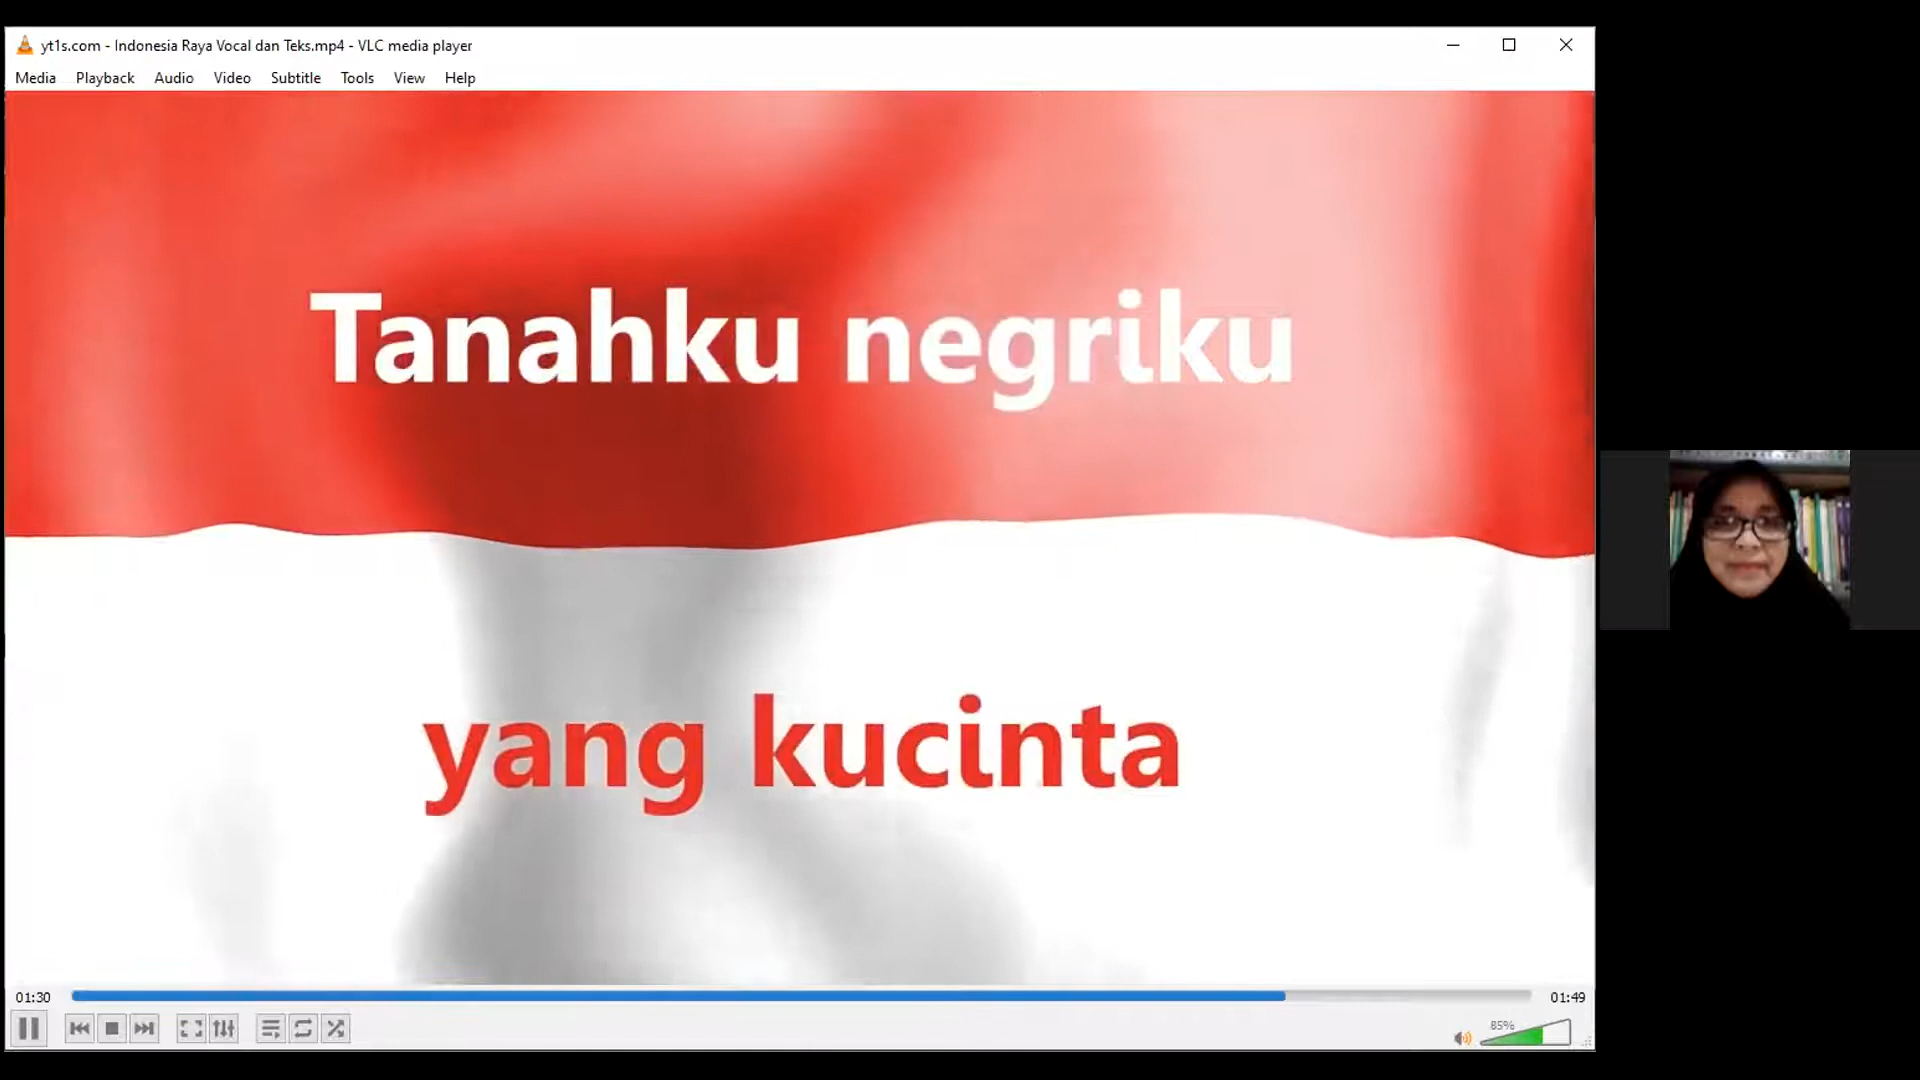 yt1s.com - Indonesia Raya Vocal dan Teks.mp4 - VLC media player
Media Playback Audio Video Subtitle Tools View Help
Tanahku negriku
yang kucinta
01:30 01:49
85%